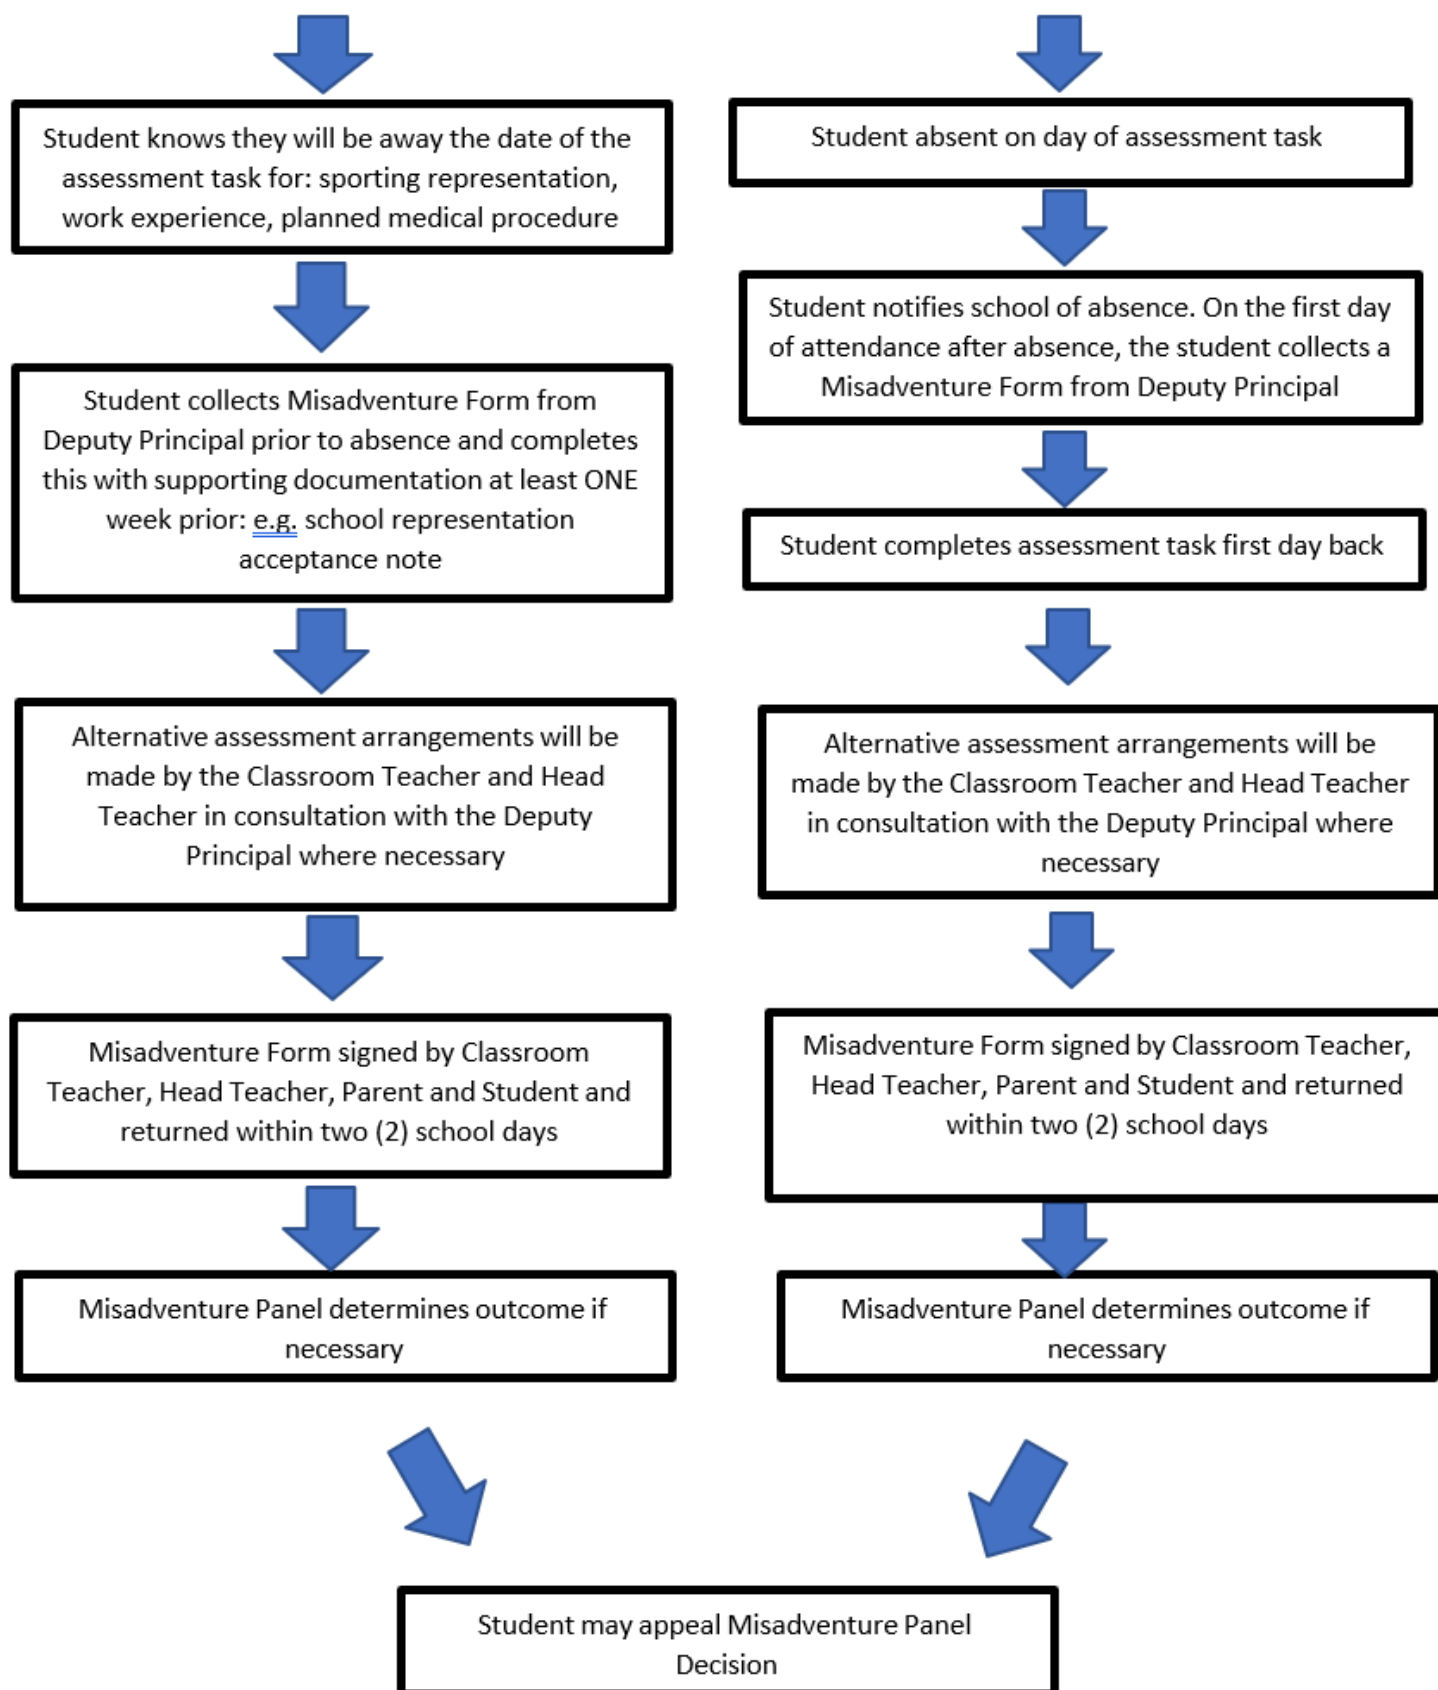 Student knows they will be away the date of the
assessment task for: sporting representation,
work experience, planned medical procedure
Student collects Misadventure Form from
Deputy Principal prior to absence and completes
this with supporting documentation at least ONE
week prior: e.g. school representation
acceptance note
Alternative assessment arrangements will be
made by the Classroom Teacher and Head
Teacher in consultation with the Deputy
Principal where necessary
Misadventure Form signed by Classroom
Teacher, Head Teacher, Parent and Student and
returned within two (2) school days
Misadventure Panel determines outcome if
necessary
Student absent on day of assessment task
Student notifies school of absence. On the first day
of attendance after absence, the student collects a
Misadventure Form from Deputy Principal
Student completes assessment task first day back
Alternative assessment arrangements will be
made by the Classroom Teacher and Head Teacher
in consultation with the Deputy Principal where
necessary
Misadventure Form signed by Classroom Teacher,
Head Teacher, Parent and Student and returned
within two (2) school days
Misadventure Panel determines outcome if
necessary
Student may appeal Misadventure Panel
Decision